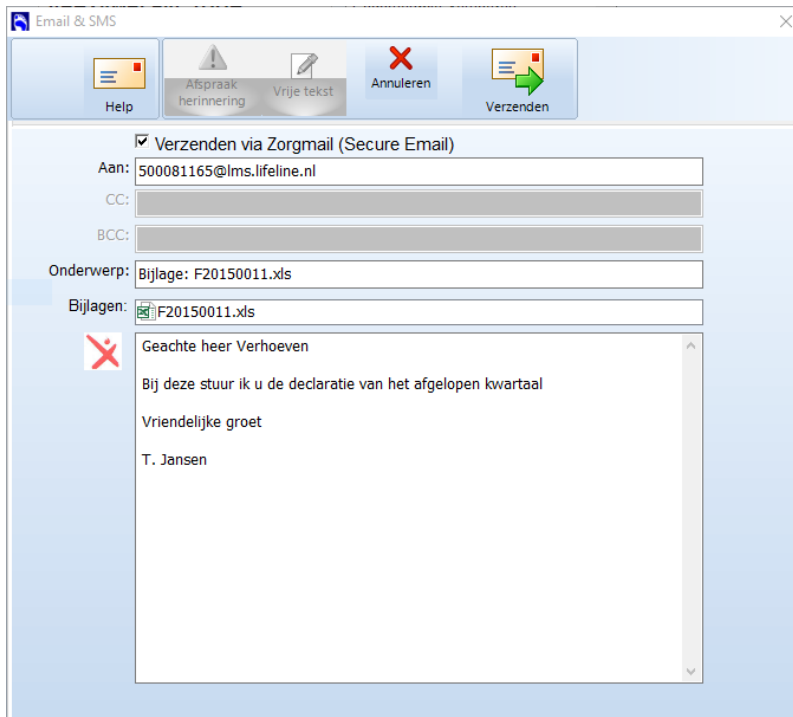 Email & SMS
Help
Afspraak
herinnering
Vrije tekst
Annuleren
Verzenden
Verzenden via Zorgmail (Secure Email)
Aan: 500081165@lms.lifeline.nl
CC:
BCC:
Onderwerp: Bijlage: F20150011.xls
Bijlagen: F20150011.xls
Geachte heer Verhoeven
Bij deze stuur ik u de declaratie van het afgelopen kwartaal
Vriendelijke groet
T. Jansen